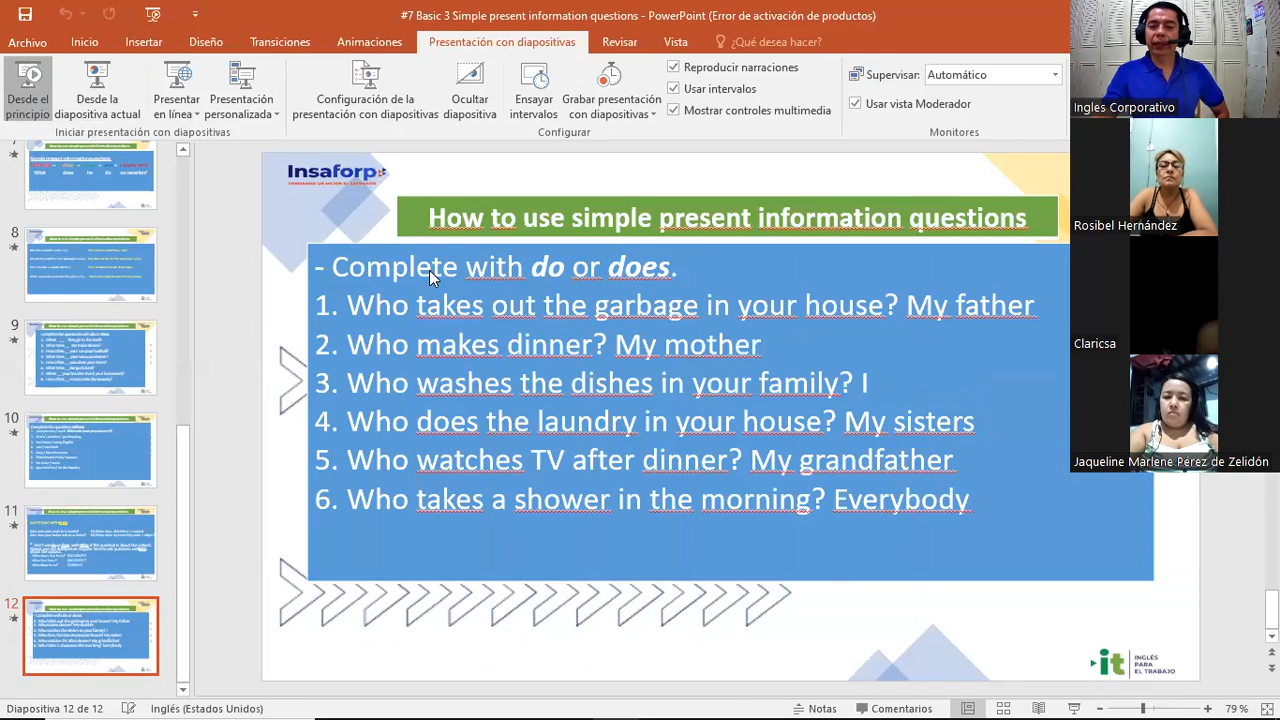 #7 Basic 3 Simple present information questions - PowerPoint (Error de activación de productos)
Archivo Inicio Insertar Diseño Transiciones Animaciones Presentación con diapositivas Revisar Vista ¿Qué desea hacer?
Desde el principio
Desde la diapositiva actual
Presentar en línea
Presentación personalizada
Configuración de la presentación con diapositivas
Ocultar diapositiva
Ensayar intervalos
Grabar presentación con diapositivas
Reproducir narraciones
Usar intervalos
Mostrar controles multimedia
Supervisar: Automático
Usar vista Moderador
Iniciar presentación con diapositivas
Configurar
Monitores
Ingles Corporativo
Rosibel Hernández
Claricsa
Jaqueline Marlene Pérez de Zelidón
8
9
10
11
12
Insaforp
How to use simple present information questions
- Complete with do or does.
1. Who takes out the garbage in your house? My father
2. Who makes dinner? My mother
3. Who washes the dishes in your family? I
4. Who does the laundry in your house? My sisters
5. Who watches TV after dinner? My grandfather
6. Who takes a shower in the morning? Everybody
it INGLÉS
PARA
EL TRABAJO
Diapositiva 12 de 12 Inglés (Estados Unidos) Notas Comentarios 79 %